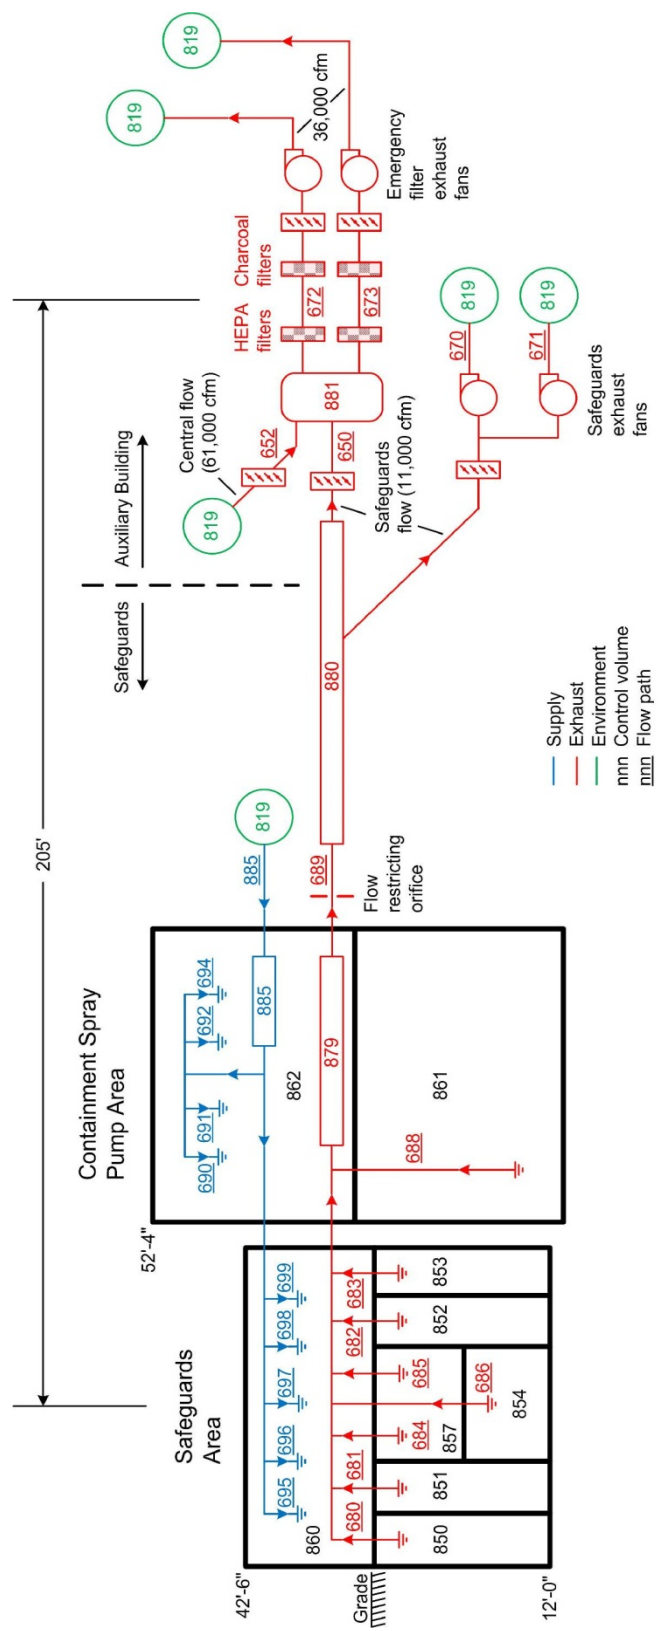 205'
Safeguards
Auxiliary Building
Containment Spray
Pump Area
Safeguards
Area
52'-4"
42'-6"
Grade
12'-0"
690
691
692
694
885
885
819
862
695
696
697
698
699
860
680
681
684
685
682
683
686
688
879
689
Flow
restricting
orifice
880
850
851
857
854
852
853
861
819
Central flow
(61,000 cfm)
652
650
Safeguards
flow (11,000 cfm)
881
HEPA
filters
Charcoal
filters
672
673
36,000 cfm
819
819
Emergency
filter
exhaust
fans
670
671
819
819
Safeguards
exhaust
fans
Supply
Exhaust
Environment
nnn Control volume
nnn Flow path